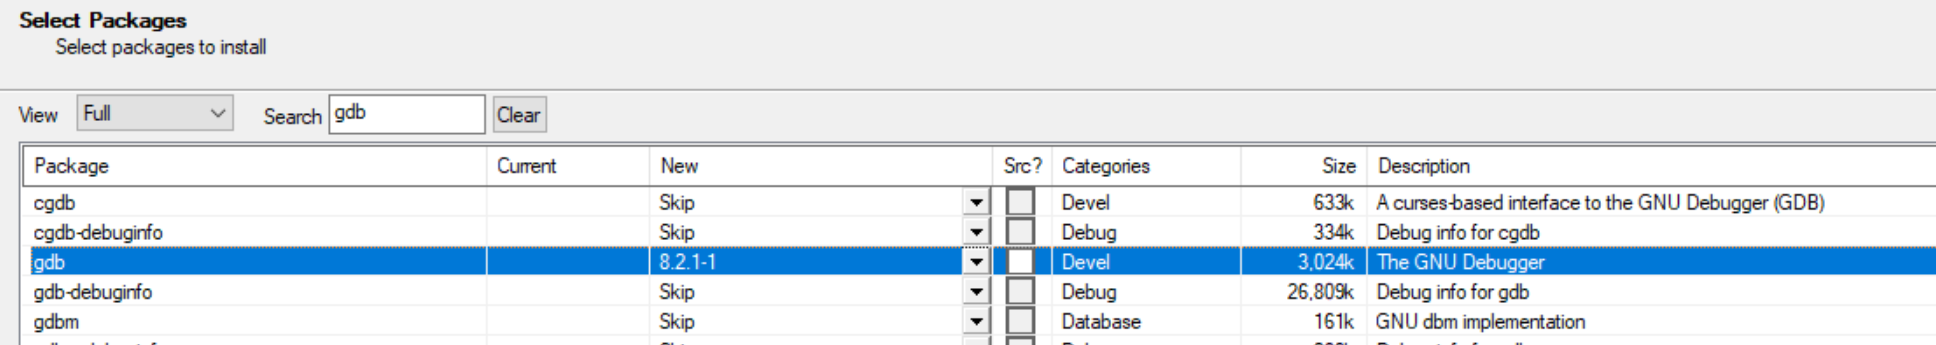 Select Packages
Select packages to install
View Full Search gdb Clear
Package Current New Src? Categories Size Description
cgdb Skip Devel 633k A curses-based interface to the GNU Debugger (GDB)
cgdb-debuginfo Skip Debug 334k Debug info for cgdb
gdb 8.2.1-1 Devel 3,024k The GNU Debugger
gdb-debuginfo Skip Debug 26,809k Debug info for gdb
gdbm Skip Database 161k GNU dbm implementation